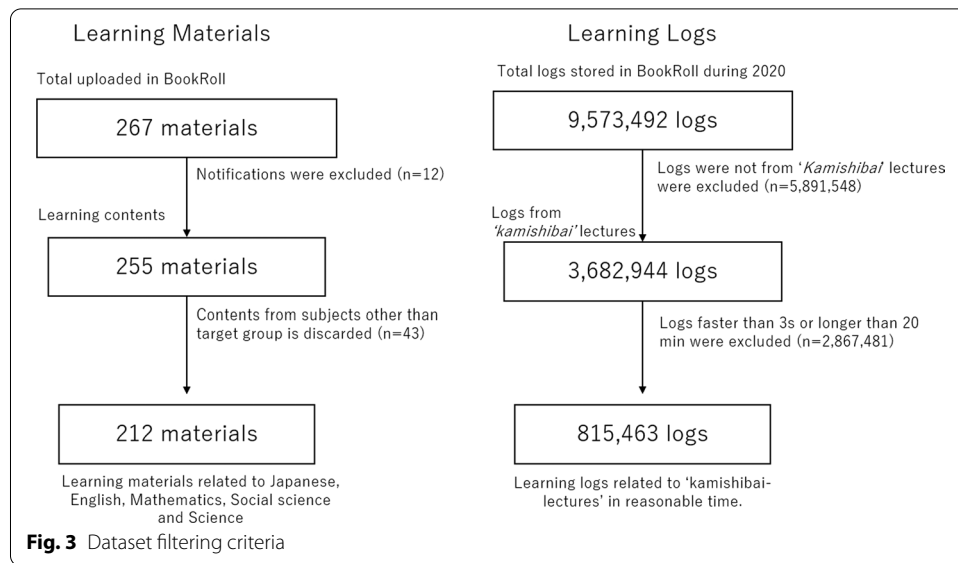 Learning Materials
Total uploaded in BookRoll
267 materials
Notifications were excluded (n=12)
Learning contents
255 materials
Contents from subjects other than
target group is discarded (n=43)
212 materials
Learning materials related to Japanese,
English, Mathematics, Social science
and Science
Learning Logs
Total logs stored in BookRoll during 2020
9,573,492 logs
Logs were not from ‘Kamishibai’ lectures
were excluded (n=5,891,548)
Logs from
‘kamishibai’ lectures
3,682,944 logs
Logs faster than 3s or longer than 20
min were excluded (n=2,867,481)
815,463 logs
Learning logs related to ‘kamishibai-
lectures’ in reasonable time.
Fig. 3 Dataset filtering criteria